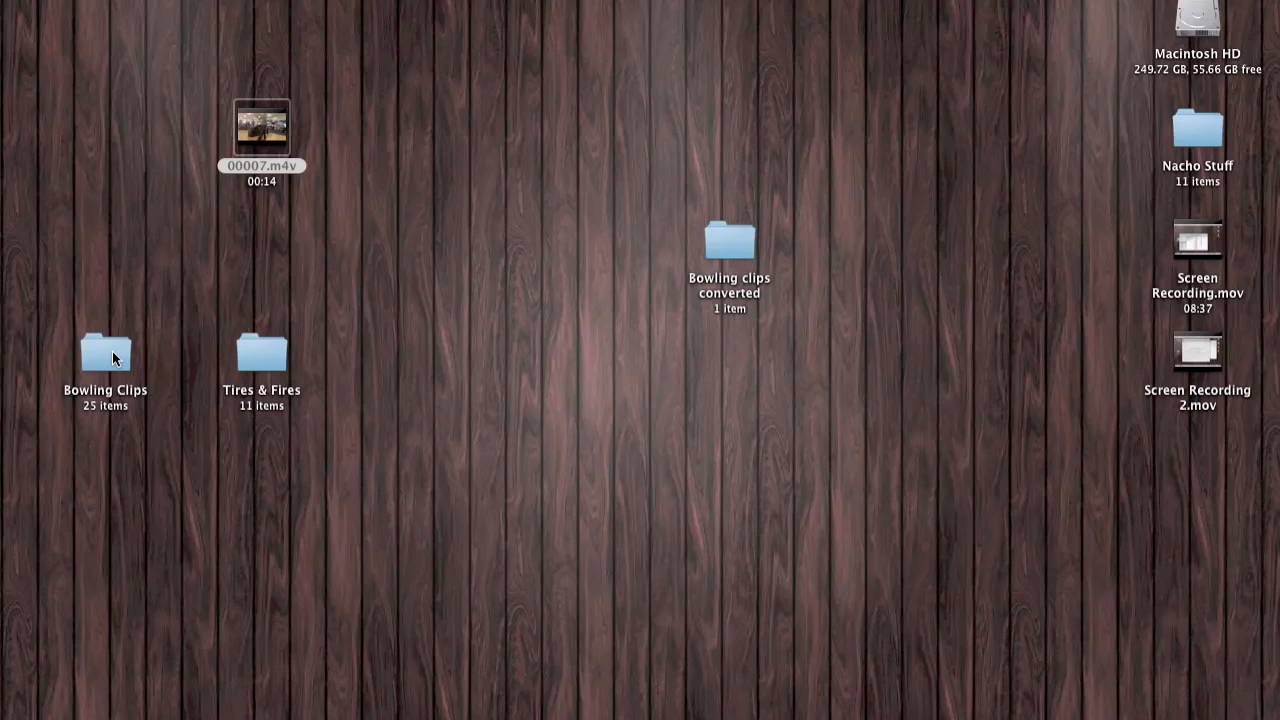 Macintosh HD
249.72 GB, 55.66 GB free
00007.m4v
00:14
Nacho Stuff
11 items
Bowling clips
converted
1 item
Screen
Recording.mov
08:37
Bowling Clips
25 items
Tires & Fires
11 items
Screen Recording
2.mov